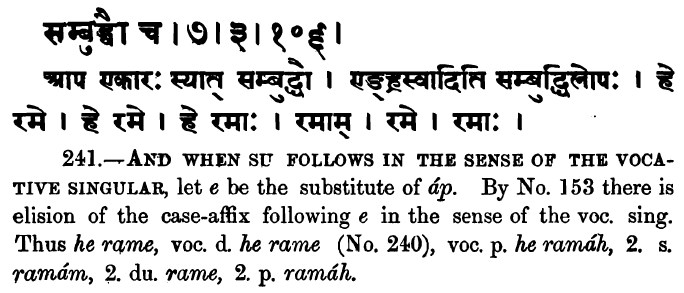 सम्बुद्धौ च । ७ । ३ । १०६ ।
आप एकारः स्यात् सम्बुद्धौ । एङ्ह्रस्वादिति सम्बुद्धिलोपः । हे
रमे । हे रमे । हे रमाः । रमाम् । रमे । रमाः ।
241.—AND WHEN SU FOLLOWS IN THE SENSE OF THE VOCA-
TIVE SINGULAR, let e be the substitute of áp. By No. 153 there is
elision of the case-affix following e in the sense of the voc. sing.
Thus he rame, voc. d. he rame (No. 240), voc. p. he ramáh, 2. s.
ramám, 2. du. rame, 2. p. ramáh.